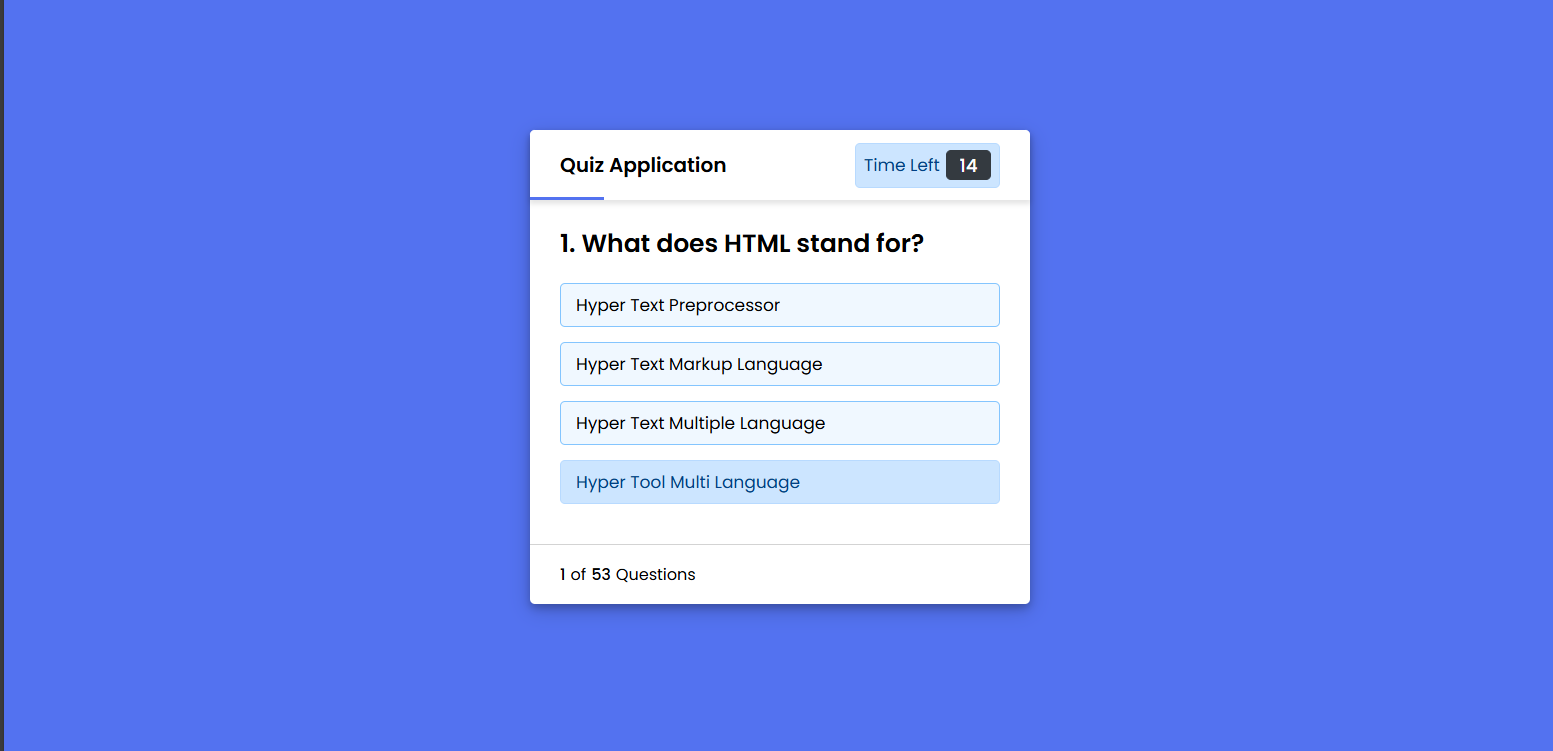 Quiz Application
Time Left 14
1. What does HTML stand for?
Hyper Text Preprocessor
Hyper Text Markup Language
Hyper Text Multiple Language
Hyper Tool Multi Language
1 of 53 Questions